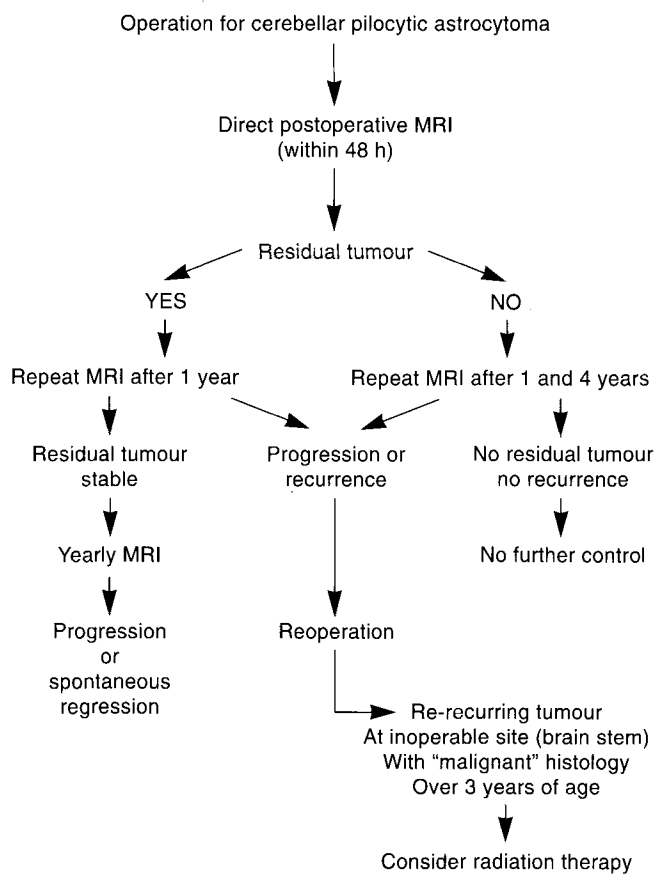 Operation for cerebellar pilocytic astrocytoma
Direct postoperative MRI
(within 48 h)
Residual tumour
YES
NO
Repeat MRI after 1 year
Repeat MRI after 1 and 4 years
Residual tumour
stable
Progression or
recurrence
No residual tumour
no recurrence
Yearly MRI
No further control
Progression
or
spontaneous
regression
Reoperation
Re-recurring tumour
At inoperable site (brain stem)
With “malignant” histology
Over 3 years of age
Consider radiation therapy